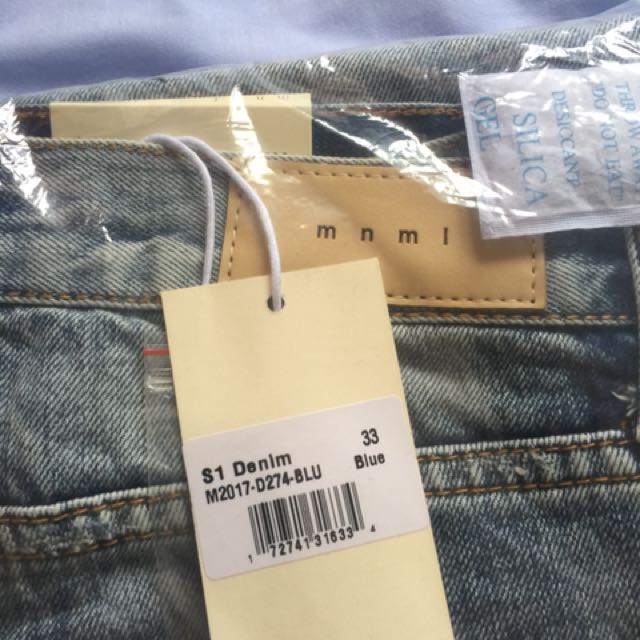 SILICA
GEL
DESICCANT
DO NOT EAT
mnml
S1 Denim 33
M2017-D274-BLU Blue
1 72741 31633 4